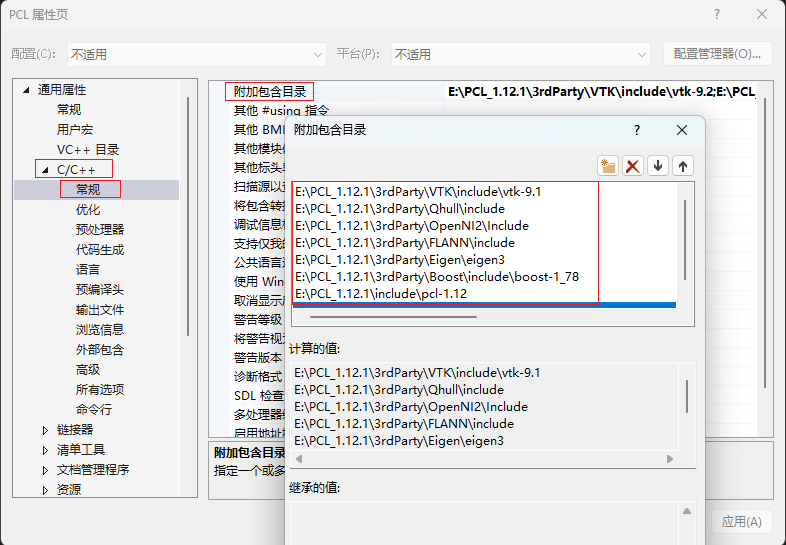 PCL 属性页
配置(C): 不适用 平台(P): 不适用 配置管理器(O)...
通用属性
常规
用户宏
VC++ 目录
C/C++
常规
优化
预处理器
代码生成
语言
预编译头
输出文件
浏览信息
外部包含
高级
所有选项
命令行
链接器
清单工具
文档管理程序
资源
附加包含目录 E:\PCL_1.12.1\3rdParty\VTK\include\vtk-9.2;E:\PCL_
其他 #using 指令
其他 BMI
其他模块
其他标头
扫描源以
将包含转
调试信息
支持仅我的
公共语言
使用 Win
取消显示
警告等级
将警告视
警告版本
诊断格式
SDL 检查
多处理器
启用地址
附加包含目录
指定一个或多
附加包含目录
E:\PCL_1.12.1\3rdParty\VTK\include\vtk-9.1
E:\PCL_1.12.1\3rdParty\Qhull\include
E:\PCL_1.12.1\3rdParty\OpenNI2\Include
E:\PCL_1.12.1\3rdParty\FLANN\include
E:\PCL_1.12.1\3rdParty\Eigen\eigen3
E:\PCL_1.12.1\3rdParty\Boost\include\boost-1_78
E:\PCL_1.12.1\include\pcl-1.12
计算的值:
E:\PCL_1.12.1\3rdParty\VTK\include\vtk-9.1
E:\PCL_1.12.1\3rdParty\Qhull\include
E:\PCL_1.12.1\3rdParty\OpenNI2\Include
E:\PCL_1.12.1\3rdParty\FLANN\include
E:\PCL_1.12.1\3rdParty\Eigen\eigen3
继承的值:
应用(A)